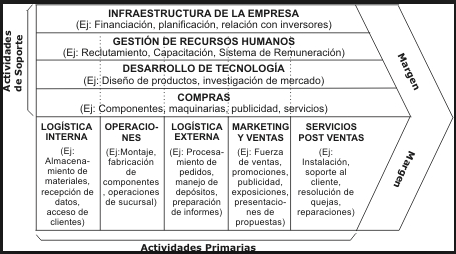 Actividades
de Soporte
INFRAESTRUCTURA DE LA EMPRESA
(Ej: Financiación, planificación, relación con inversores)
GESTIÓN DE RECURSOS HUMANOS
(Ej: Reclutamiento, Capacitación, Sistema de Remuneración)
DESARROLLO DE TECNOLOGÍA
(Ej: Diseño de productos, investigación de mercado)
COMPRAS
(Ej: Componentes, maquinarias, publicidad, servicios)
Margen
LOGÍSTICA
INTERNA
(Ej:
Almacena-
miento de
materiales,
recepción de
datos,
acceso de
clientes)
OPERACIO-
NES
(Ej:Montaje,
fabricación
de
componentes
, operaciones
de sucursal)
LOGÍSTICA
EXTERNA
(Ej: Procesa-
miento de
pedidos,
manejo de
depósitos,
preparación
de informes)
MARKETING
Y VENTAS
(Ej: Fuerza
de ventas,
promociones,
publicidad,
exposiciones,
presentacio-
nes de
propuestas)
SERVICIOS
POST VENTAS
(Ej:
Instalación,
soporte al
cliente,
resolución de
quejas,
reparaciones)
Margen
Actividades Primarias